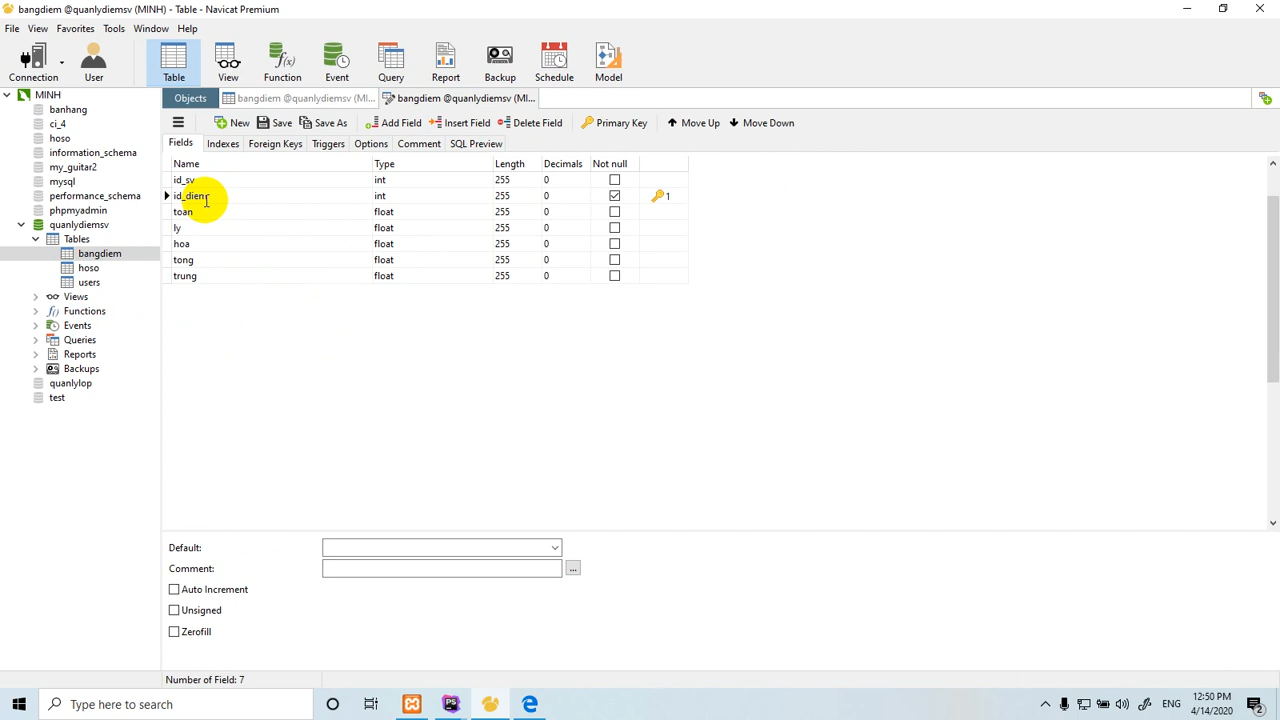 bangdiem @quanlydiemsv (MINH) - Table - Navicat Premium
File View Favorites Tools Window Help
Connection User Table View Function Event Query Report Backup Schedule Model
MINH
banhang
ci_4
hoso
information_schema
my_guitar2
mysql
performance_schema
phpmyadmin
quanlydiemsv
Tables
bangdiem
hoso
users
Views
Functions
Events
Queries
Reports
Backups
quanlylop
test
Objects bangdiem @quanlydiemsv (MINH) ... bangdiem @quanlydiemsv (MI...
New Save Save As Add Field Insert Field Delete Field Primary Key Move Up Move Down
Fields Indexes Foreign Keys Triggers Options Comment SQL Preview
Name Type Length Decimals Not null
id_sv int 255 0
id_diem int 255 0 1
toan float 255 0
ly float 255 0
hoa float 255 0
tong float 255 0
trung float 255 0
Default:
Comment: ...
Auto Increment
Unsigned
Zerofill
Number of Field: 7
Type here to search
ENG
12:50 PM
4/14/2020
2